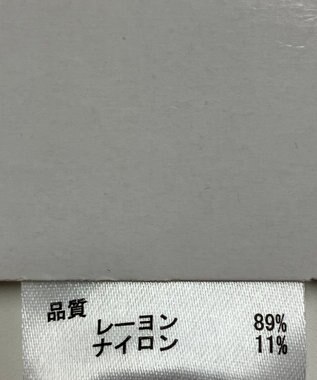 品質
レーヨン 89%
ナイロン 11%